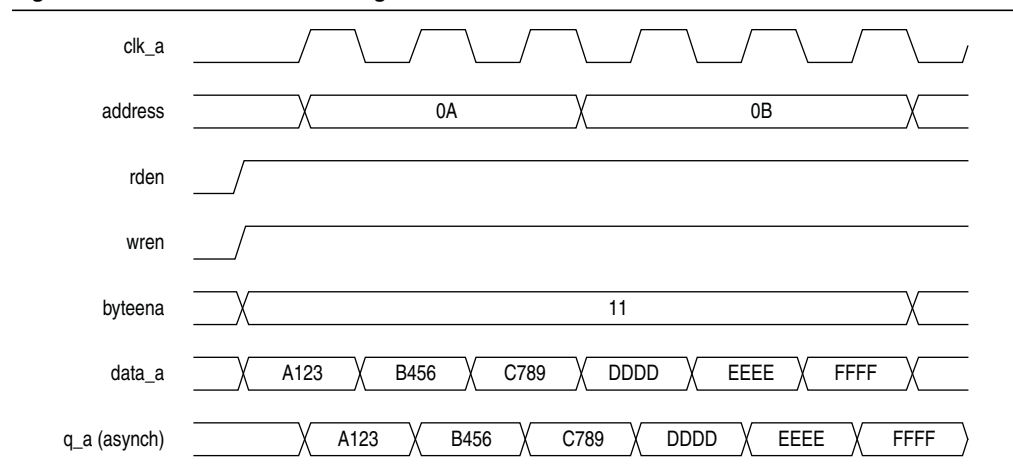 clk_a
address 0A 0B
rden
wren
byteena 11
data_a A123 B456 C789 DDDD EEEE FFFF
q_a (asynch) A123 B456 C789 DDDD EEEE FFFF